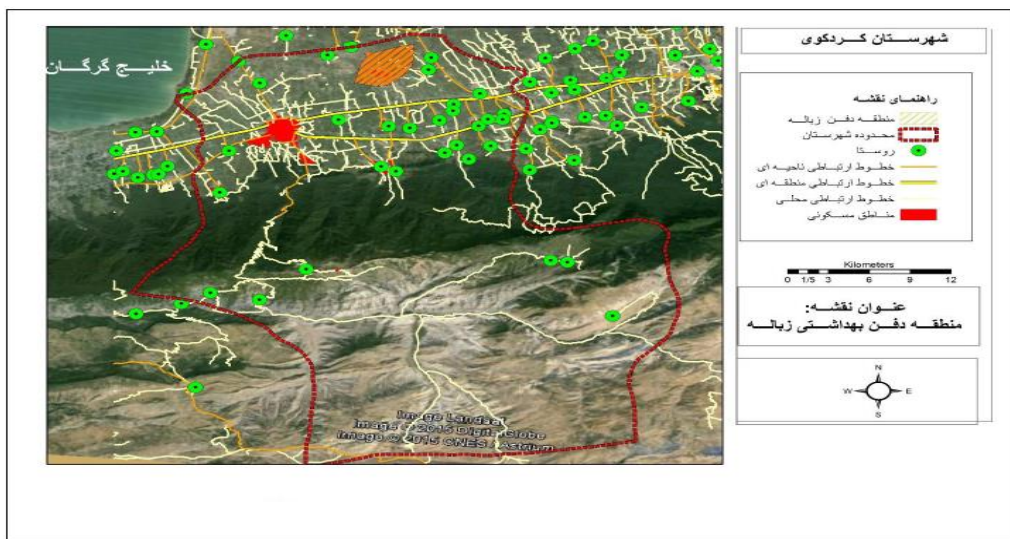 شهرستان کردکوی
خلیج گرگان
راهنمای نقشه
منطقه دفن زباله
محدوده شهرستان
روستا
خطوط ارتباطی ناحیه ای
خطوط ارتباطی منطقه ای
خطوط ارتباطی محلی
مناطق مسکونی
Kilometers
0 1/5 3 6 9 12
عنوان نقشه:
منطقه دفن بهداشتی زباله
N
W E
S
Image Landsat
Image © 2015 DigitalGlobe
Image © 2015 CNES / Astrium